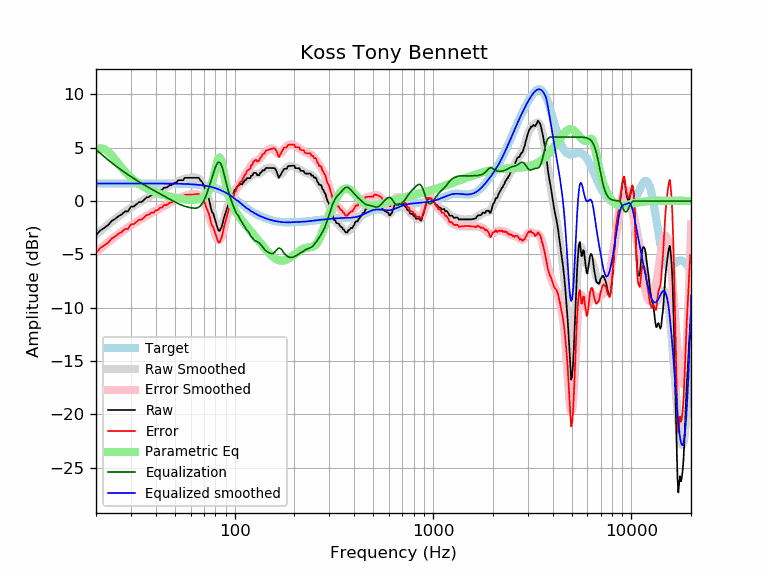 Koss Tony Bennett
Amplitude (dBr)
10
5
0
−5
−10
−15
−20
−25
Target
Raw Smoothed
Error Smoothed
Raw
Error
Parametric Eq
Equalization
Equalized smoothed
100
1000
10000
Frequency (Hz)